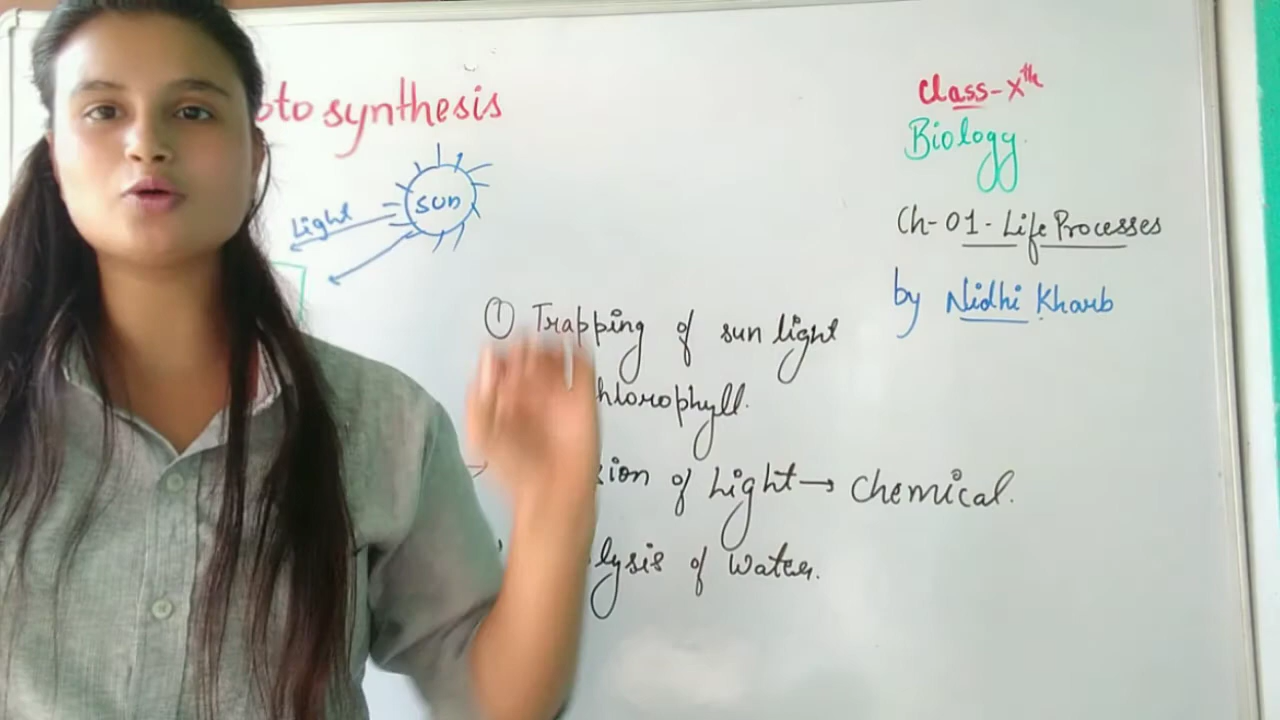 oto synthesis
Class-Xth
Biology.
Ch-01-Life Processes
by Nidhi Kharb
Light
sun
① Trapping of sun light
hlorophyll.
sion of Light → Chemical.
lysis of Water.